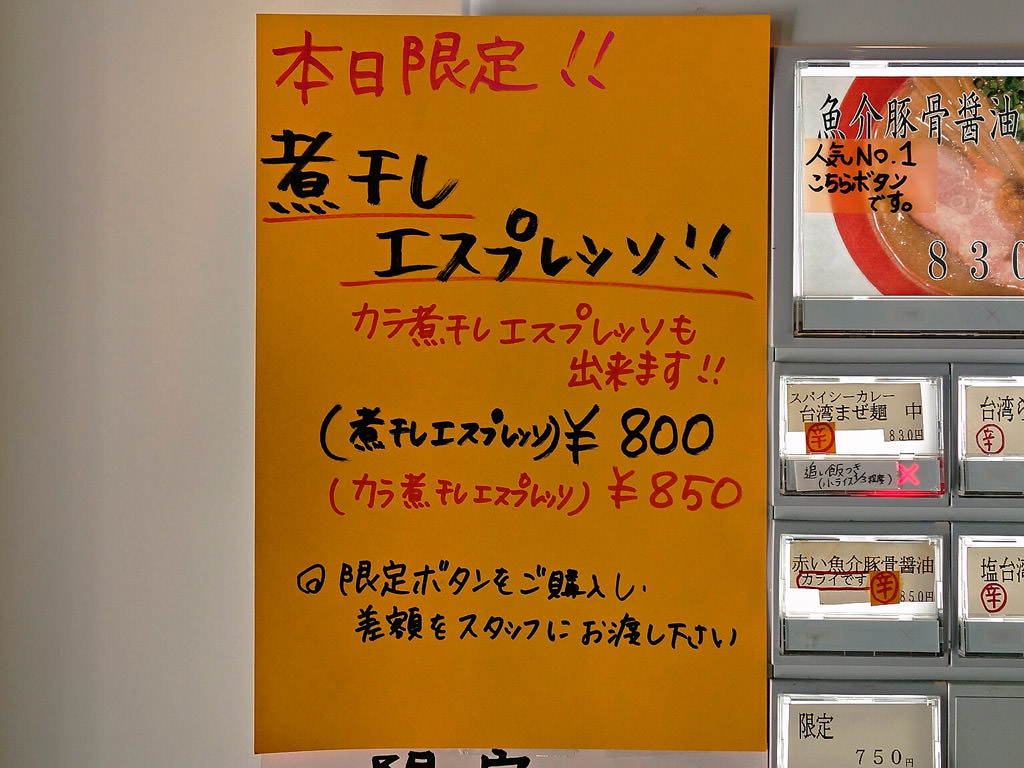 本日限定!!
煮干し
エスプレッソ!!
カラ煮干しエスプレッソも
出来ます!!
(煮干しエスプレッソ)¥800
(カラ煮干しエスプレッソ)¥850
◎限定ボタンをご購入し、
差額をスタッフにお渡し下さい
限定
魚介豚骨醤油
人気No.1
こちらボタン
です。
830
スパイシーカレー
台湾まぜ麺 中
辛
830円
追い飯つき
台湾
辛
赤い魚介豚骨醤油
カライです
辛
850円
塩台湾
辛
限定
750円